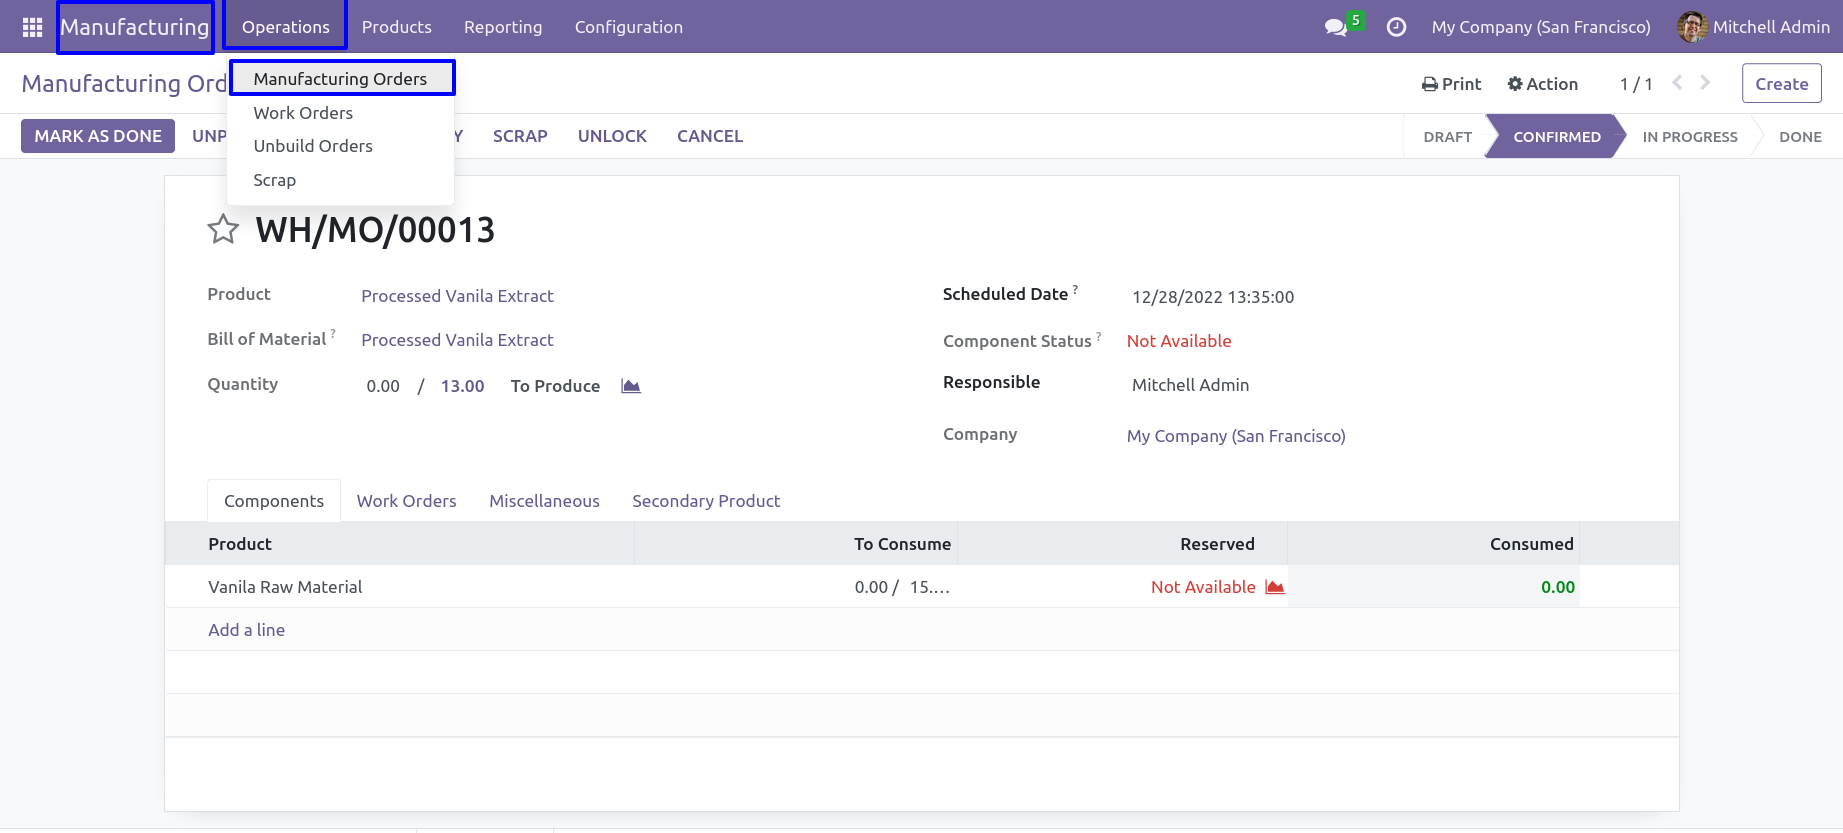 Manufacturing Operations Products Reporting Configuration 5 My Company (San Francisco) Mitchell Admin
Manufacturing Ord Print Action 1 / 1 Create
Manufacturing Orders
Work Orders
Unbuild Orders
Scrap
MARK AS DONE UNP Y SCRAP UNLOCK CANCEL DRAFT CONFIRMED IN PROGRESS DONE
WH/MO/00013
Product Processed Vanila Extract
Bill of Material ? Processed Vanila Extract
Quantity 0.00 / 13.00 To Produce
Scheduled Date ? 12/28/2022 13:35:00
Component Status ? Not Available
Responsible Mitchell Admin
Company My Company (San Francisco)
Components Work Orders Miscellaneous Secondary Product
Product To Consume Reserved Consumed
Vanila Raw Material 0.00 / 15.... Not Available 0.00
Add a line